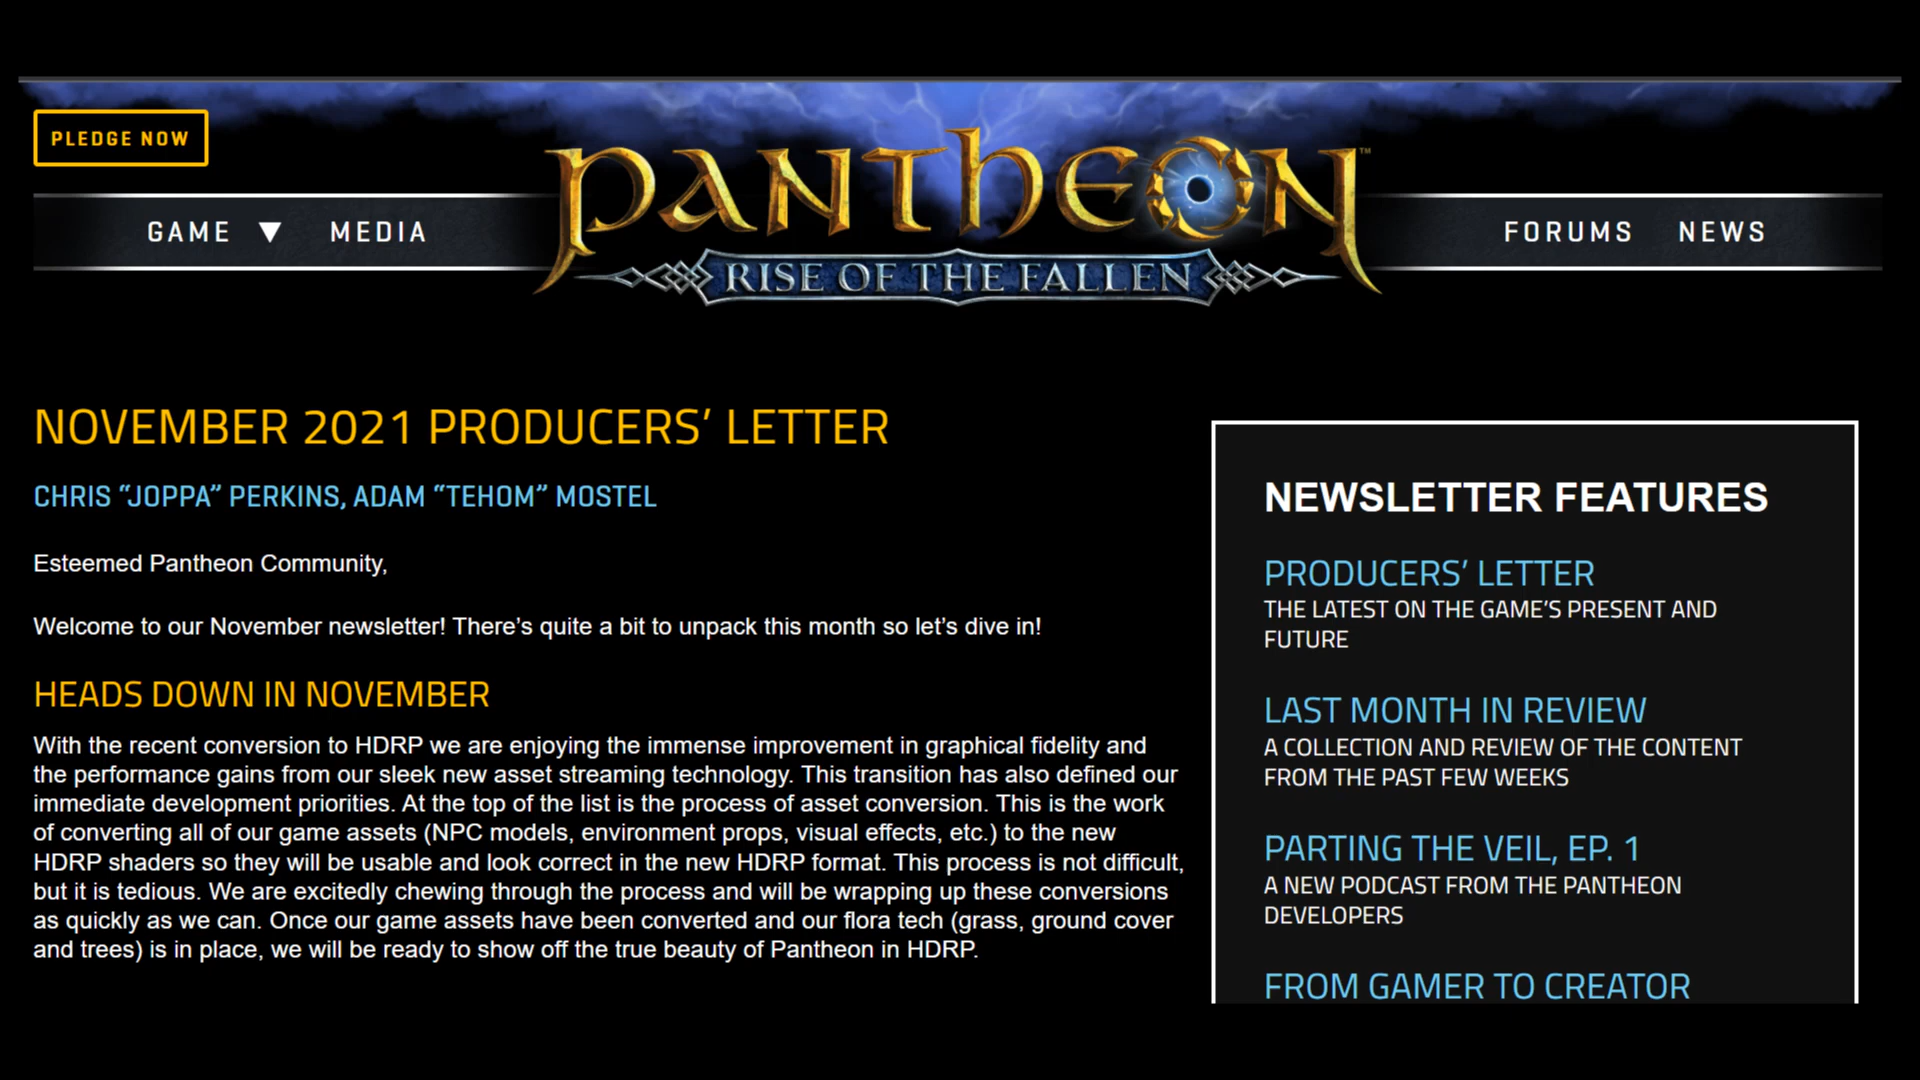 PLEDGE NOW
GAME ▼ MEDIA
PANTHEON™
RISE OF THE FALLEN
FORUMS NEWS
NOVEMBER 2021 PRODUCERS’ LETTER
CHRIS “JOPPA” PERKINS, ADAM “TEHOM” MOSTEL
Esteemed Pantheon Community,
Welcome to our November newsletter! There’s quite a bit to unpack this month so let’s dive in!
HEADS DOWN IN NOVEMBER
With the recent conversion to HDRP we are enjoying the immense improvement in graphical fidelity and
the performance gains from our sleek new asset streaming technology. This transition has also defined our
immediate development priorities. At the top of the list is the process of asset conversion. This is the work
of converting all of our game assets (NPC models, environment props, visual effects, etc.) to the new
HDRP shaders so they will be usable and look correct in the new HDRP format. This process is not difficult,
but it is tedious. We are excitedly chewing through the process and will be wrapping up these conversions
as quickly as we can. Once our game assets have been converted and our flora tech (grass, ground cover
and trees) is in place, we will be ready to show off the true beauty of Pantheon in HDRP.
NEWSLETTER FEATURES
PRODUCERS’ LETTER
THE LATEST ON THE GAME’S PRESENT AND
FUTURE
LAST MONTH IN REVIEW
A COLLECTION AND REVIEW OF THE CONTENT
FROM THE PAST FEW WEEKS
PARTING THE VEIL, EP. 1
A NEW PODCAST FROM THE PANTHEON
DEVELOPERS
FROM GAMER TO CREATOR